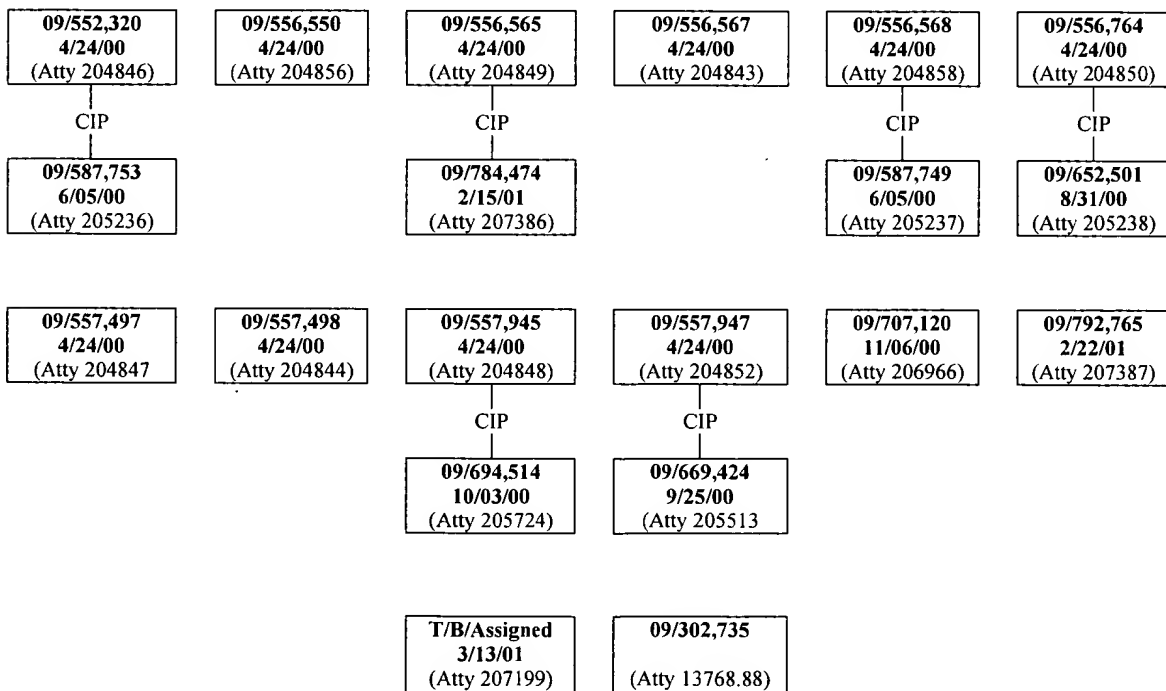 09/552,320
4/24/00
(Atty 204846)
09/556,550
4/24/00
(Atty 204856)
09/556,565
4/24/00
(Atty 204849)
09/556,567
4/24/00
(Atty 204843)
09/556,568
4/24/00
(Atty 204858)
09/556,764
4/24/00
(Atty 204850)
CIP
CIP
CIP
CIP
09/587,753
6/05/00
(Atty 205236)
09/784,474
2/15/01
(Atty 207386)
09/587,749
6/05/00
(Atty 205237)
09/652,501
8/31/00
(Atty 205238)
09/557,497
4/24/00
(Atty 204847
09/557,498
4/24/00
(Atty 204844)
09/557,945
4/24/00
(Atty 204848)
09/557,947
4/24/00
(Atty 204852)
09/707,120
11/06/00
(Atty 206966)
09/792,765
2/22/01
(Atty 207387)
CIP
CIP
09/694,514
10/03/00
(Atty 205724)
09/669,424
9/25/00
(Atty 205513
T/B/Assigned
3/13/01
(Atty 207199)
09/302,735
(Atty 13768.88)